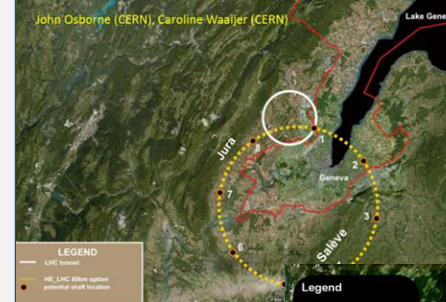 John Osborne (CERN), Caroline Waaijer (CERN)
Lake Gene
Jura
1
8
2
Geneva
7
3
Salève
6
LEGEND
LHC tunnel
HE_LHC 80km option
potential shaft location
Legend